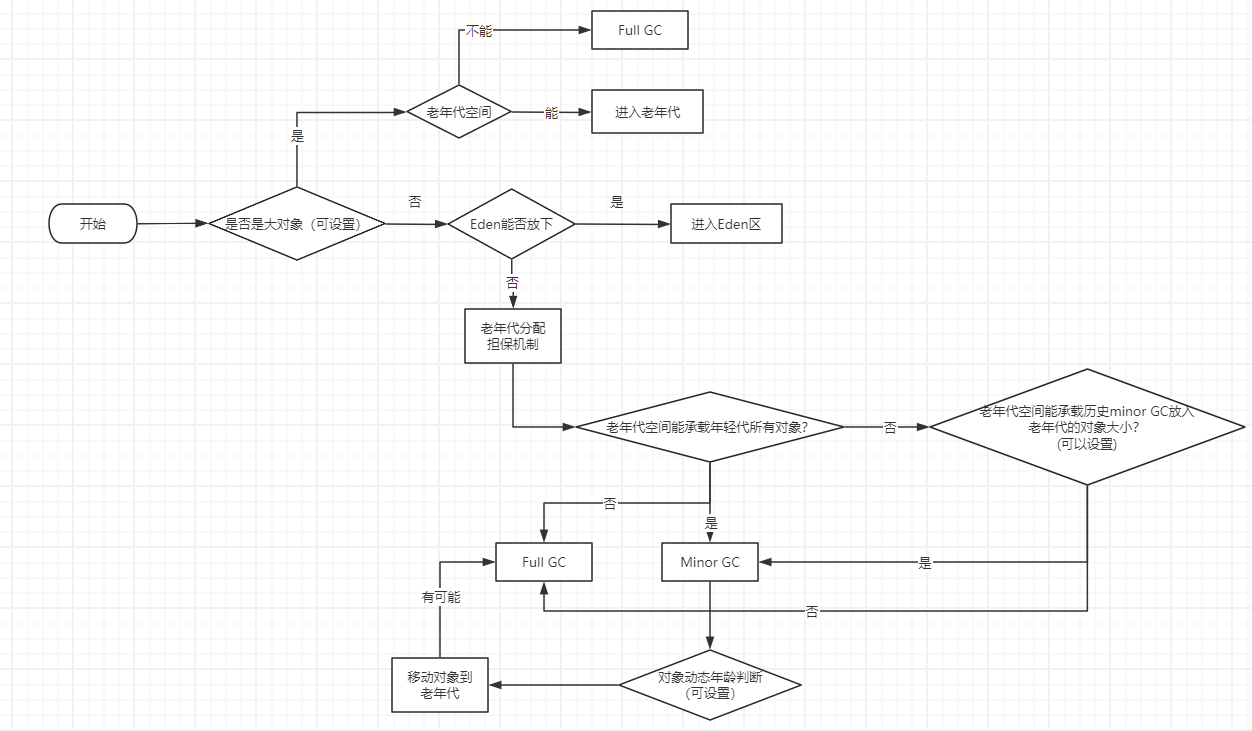 不能
Full GC
老年代空间
能
进入老年代
是
开始
是否是大对象（可设置）
否
Eden能否放下
是
进入Eden区
否
老年代分配
担保机制
老年代空间能承载年轻代所有对象?
否
老年代空间能承载历史minor GC放入
老年代的对象大小?
(可以设置)
否
是
Full GC
Minor GC
是
有可能
否
移动对象到
老年代
对象动态年龄判断
（可设置）